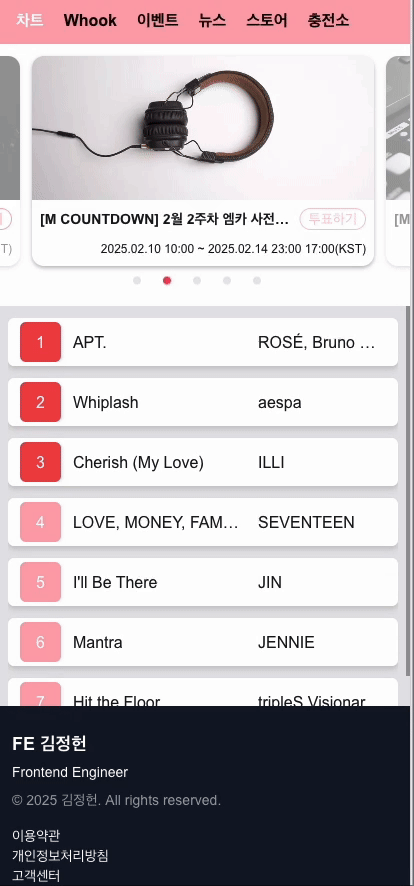 차트 Whook 이벤트 뉴스 스토어 충전소
[M COUNTDOWN] 2월 2주차 엠카 사전... 투표하기
T) 2025.02.10 10:00 ~ 2025.02.14 23:00 17:00(KST)
1 APT. ROSÉ, Bruno ...
2 Whiplash aespa
3 Cherish (My Love) ILLI
4 LOVE, MONEY, FAM... SEVENTEEN
5 I'll Be There JIN
6 Mantra JENNIE
7 Hit the Floor tripleS Visionar
FE 김정헌
Frontend Engineer
© 2025 김정헌. All rights reserved.
이용약관
개인정보처리방침
고객센터